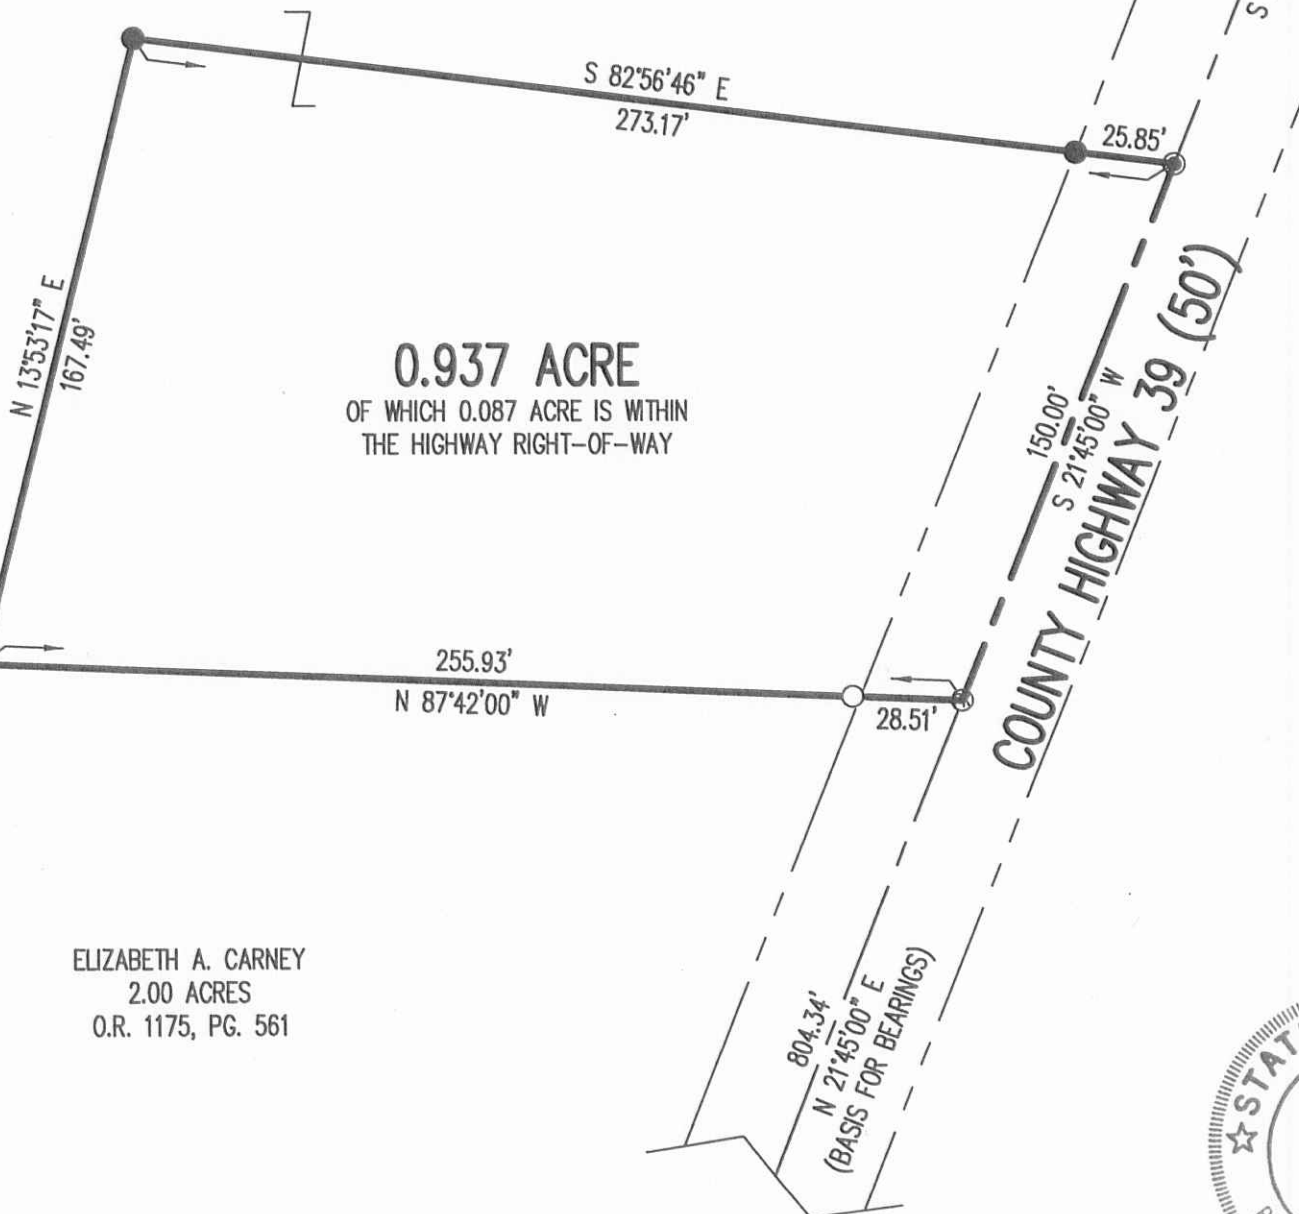 S
S 82°56'46" E
273.17'
25.85'
N 13°53'17" E
167.49'
0.937 ACRE
OF WHICH 0.087 ACRE IS WITHIN
THE HIGHWAY RIGHT-OF-WAY
150.00'
S 21°45'00" W
COUNTY HIGHWAY 39 (50')
255.93'
N 87°42'00" W
28.51'
ELIZABETH A. CARNEY
2.00 ACRES
O.R. 1175, PG. 561
804.34'
N 21°45'00" E
(BASIS FOR BEARINGS)
STAT